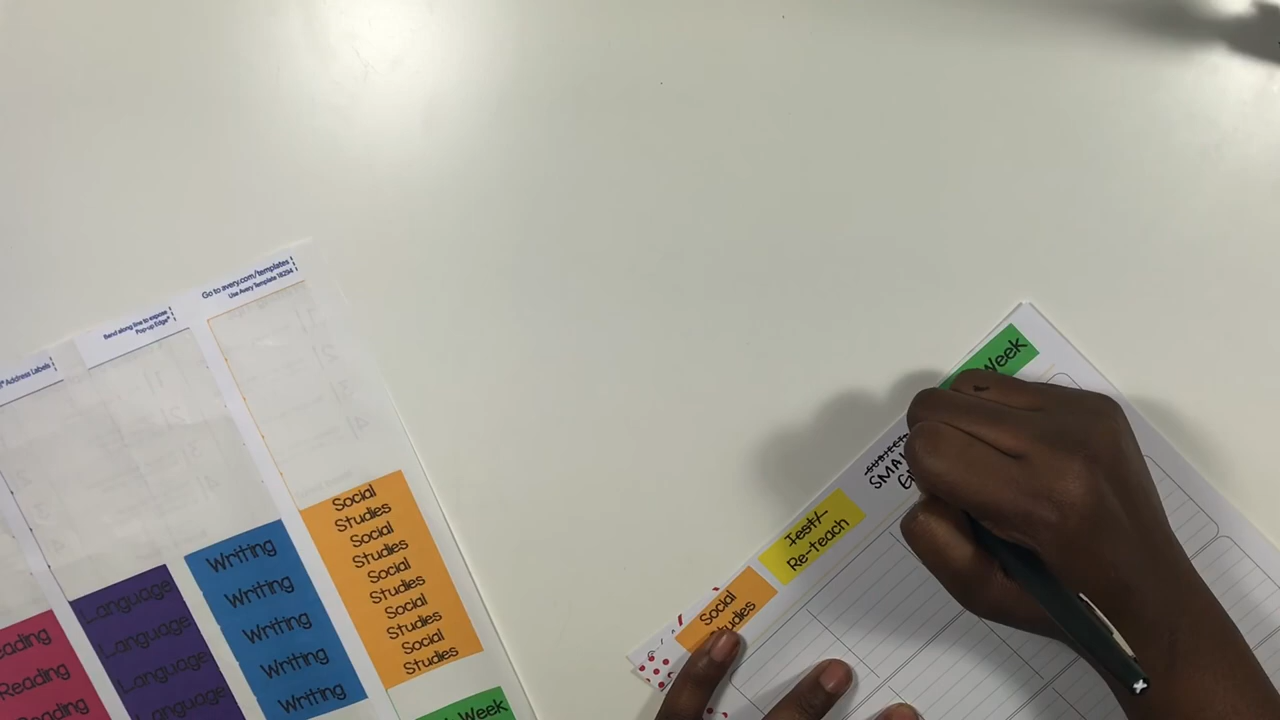 Go to avery.com/templates
Use Avery Template 18294
Bend along line to expose
Pop-up Edge®
Address Labels
Week
SUBJECT
Social
Studies
Social
Studies
Social
Studies
Social
Studies
Social
Studies
Test/
Re-teach
Social
Studies
Writing
Writing
Writing
Writing
Writing
Language
Language
Language
Language
Reading
Week